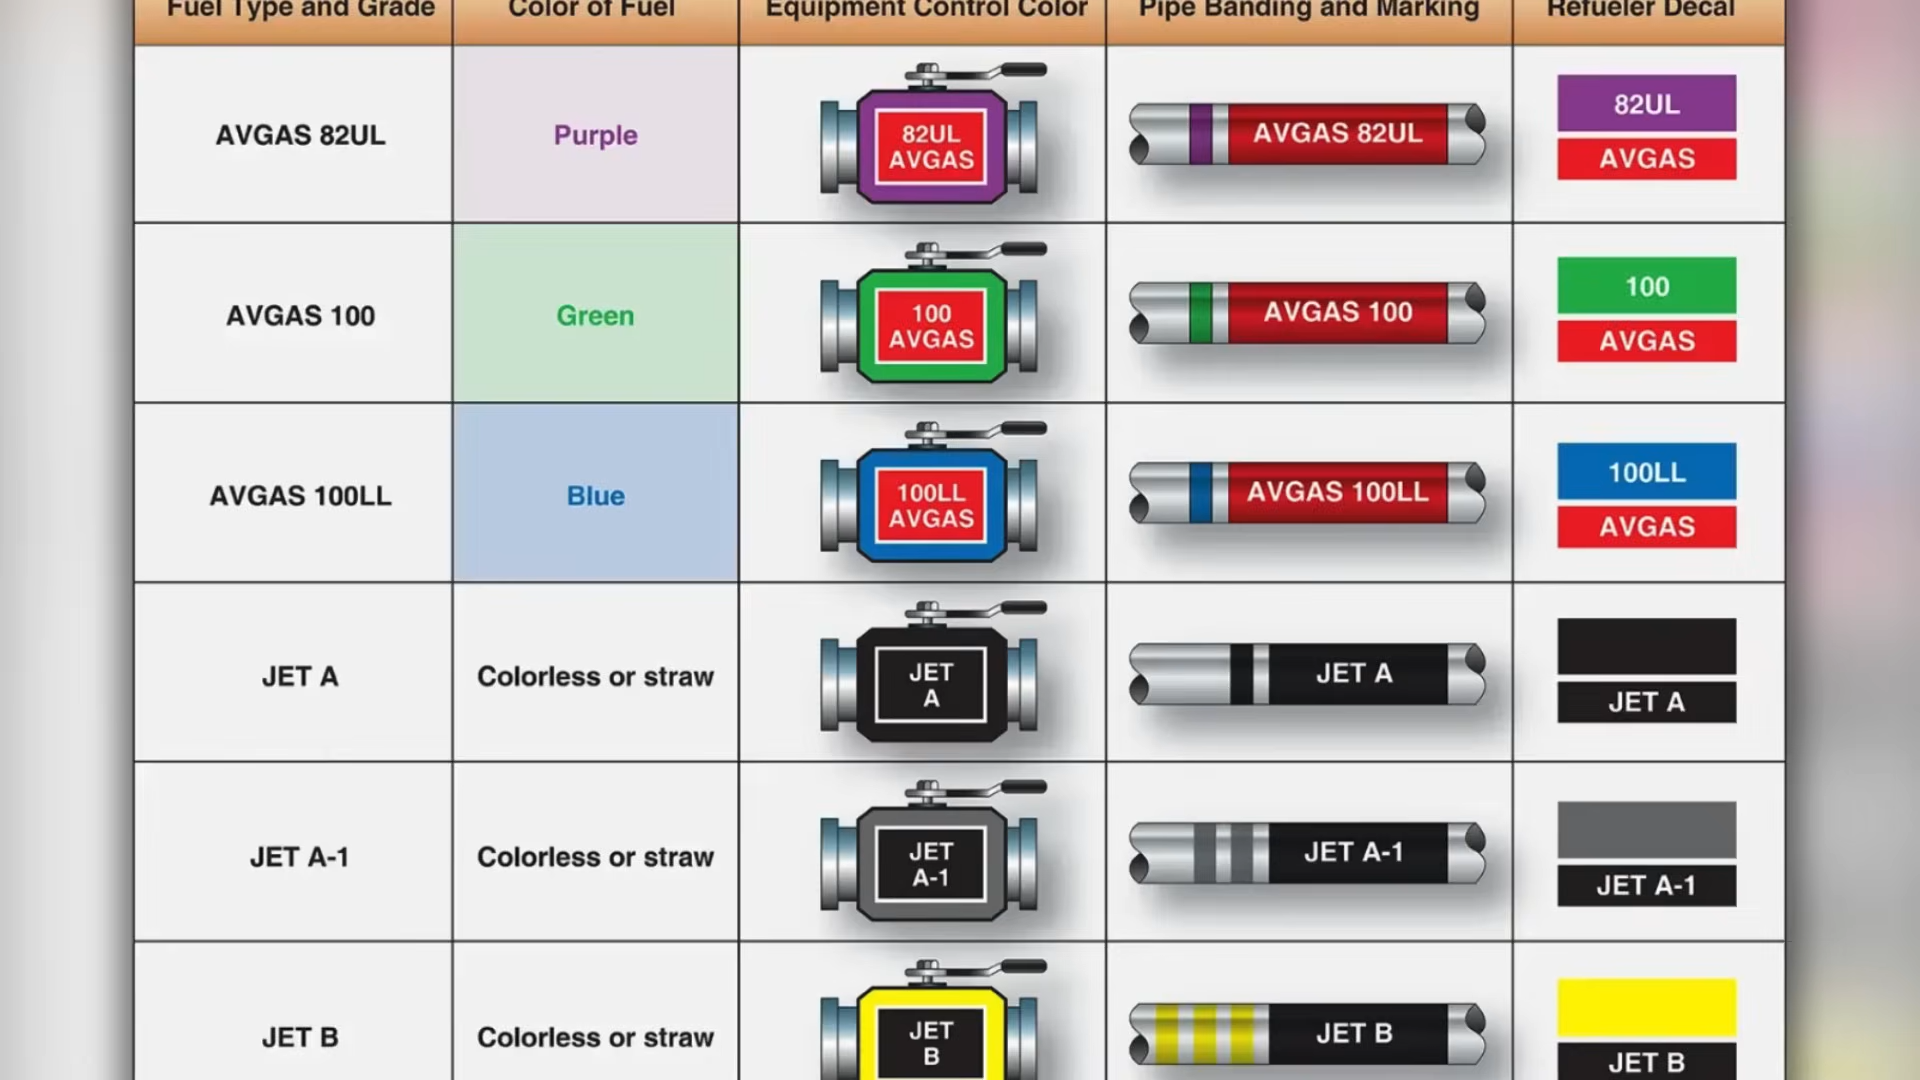 Fuel Type and Grade
Color of Fuel
Equipment Control Color
Pipe Banding and Marking
Refueler Decal
AVGAS 82UL
Purple
82UL
AVGAS
AVGAS 82UL
82UL
AVGAS
AVGAS 100
Green
100
AVGAS
AVGAS 100
100
AVGAS
AVGAS 100LL
Blue
100LL
AVGAS
AVGAS 100LL
100LL
AVGAS
JET A
Colorless or straw
JET
A
JET A
JET A
JET A-1
Colorless or straw
JET
A-1
JET A-1
JET A-1
JET B
Colorless or straw
JET
B
JET B
JET B